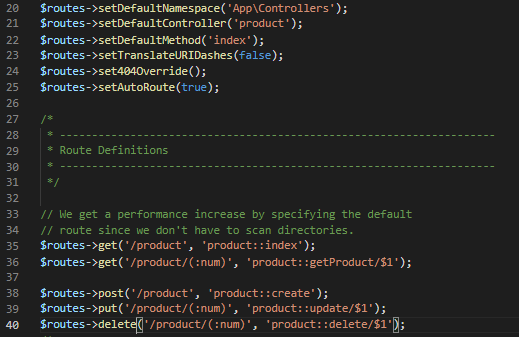 20 $routes->setDefaultNamespace('App\Controllers');
21 $routes->setDefaultController('product');
22 $routes->setDefaultMethod('index');
23 $routes->setTranslateURIDashes(false);
24 $routes->set404Override();
25 $routes->setAutoRoute(true);
26
27 /*
28  * --------------------------------------------------------------------
29  * Route Definitions
30  * --------------------------------------------------------------------
31  */
32
33 // We get a performance increase by specifying the default
34 // route since we don't have to scan directories.
35 $routes->get('/product', 'product::index');
36 $routes->get('/product/(:num)', 'product::getProduct/$1');
37
38 $routes->post('/product', 'product::create');
39 $routes->put('/product/(:num)', 'product::update/$1');
40 $routes->delete('/product/(:num)', 'product::delete/$1');